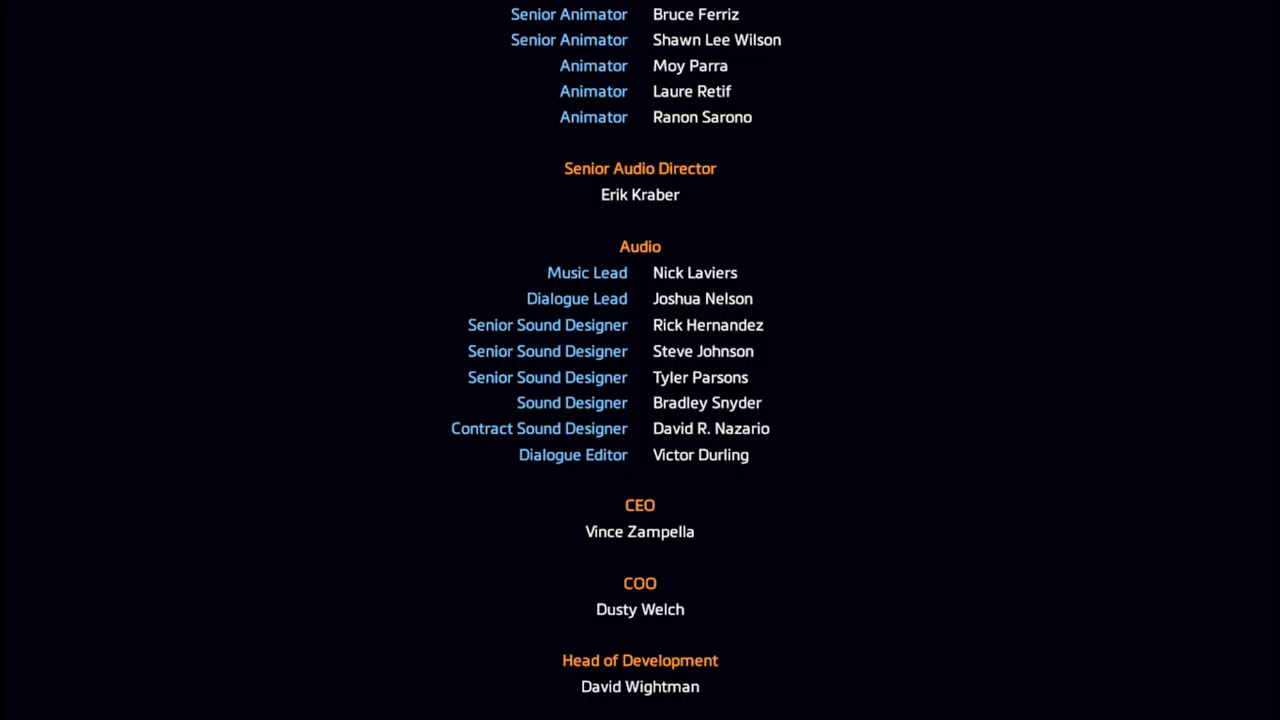 Senior Animator Bruce Ferriz
Senior Animator Shawn Lee Wilson
Animator Moy Parra
Animator Laure Retif
Animator Ranon Sarono
Senior Audio Director
Erik Kraber
Audio
Music Lead Nick Laviers
Dialogue Lead Joshua Nelson
Senior Sound Designer Rick Hernandez
Senior Sound Designer Steve Johnson
Senior Sound Designer Tyler Parsons
Sound Designer Bradley Snyder
Contract Sound Designer David R. Nazario
Dialogue Editor Victor Durling
CEO
Vince Zampella
COO
Dusty Welch
Head of Development
David Wightman